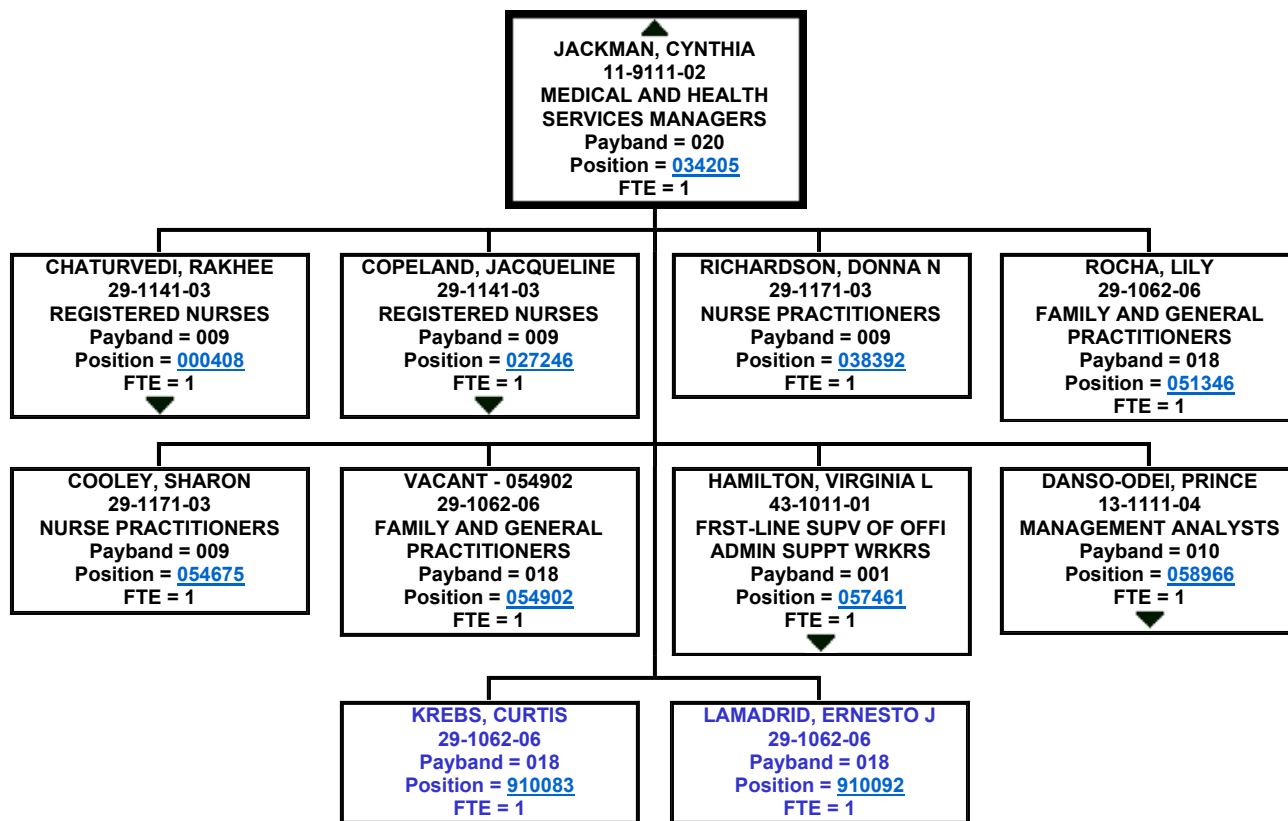 JACKMAN, CYNTHIA
11-9111-02
MEDICAL AND HEALTH
SERVICES MANAGERS
Payband = 020
Position = 034205
FTE = 1
CHATURVEDI, RAKHEE
29-1141-03
REGISTERED NURSES
Payband = 009
Position = 000408
FTE = 1
COPELAND, JACQUELINE
29-1141-03
REGISTERED NURSES
Payband = 009
Position = 027246
FTE = 1
RICHARDSON, DONNA N
29-1171-03
NURSE PRACTITIONERS
Payband = 009
Position = 038392
FTE = 1
ROCHA, LILY
29-1062-06
FAMILY AND GENERAL
PRACTITIONERS
Payband = 018
Position = 051346
FTE = 1
COOLEY, SHARON
29-1171-03
NURSE PRACTITIONERS
Payband = 009
Position = 054675
FTE = 1
VACANT - 054902
29-1062-06
FAMILY AND GENERAL
PRACTITIONERS
Payband = 018
Position = 054902
FTE = 1
HAMILTON, VIRGINIA L
43-1011-01
FRST-LINE SUPV OF OFFI
ADMIN SUPPT WRKRS
Payband = 001
Position = 057461
FTE = 1
DANSO-ODEI, PRINCE
13-1111-04
MANAGEMENT ANALYSTS
Payband = 010
Position = 058966
FTE = 1
KREBS, CURTIS
29-1062-06
Payband = 018
Position = 910083
FTE = 1
LAMADRID, ERNESTO J
29-1062-06
Payband = 018
Position = 910092
FTE = 1